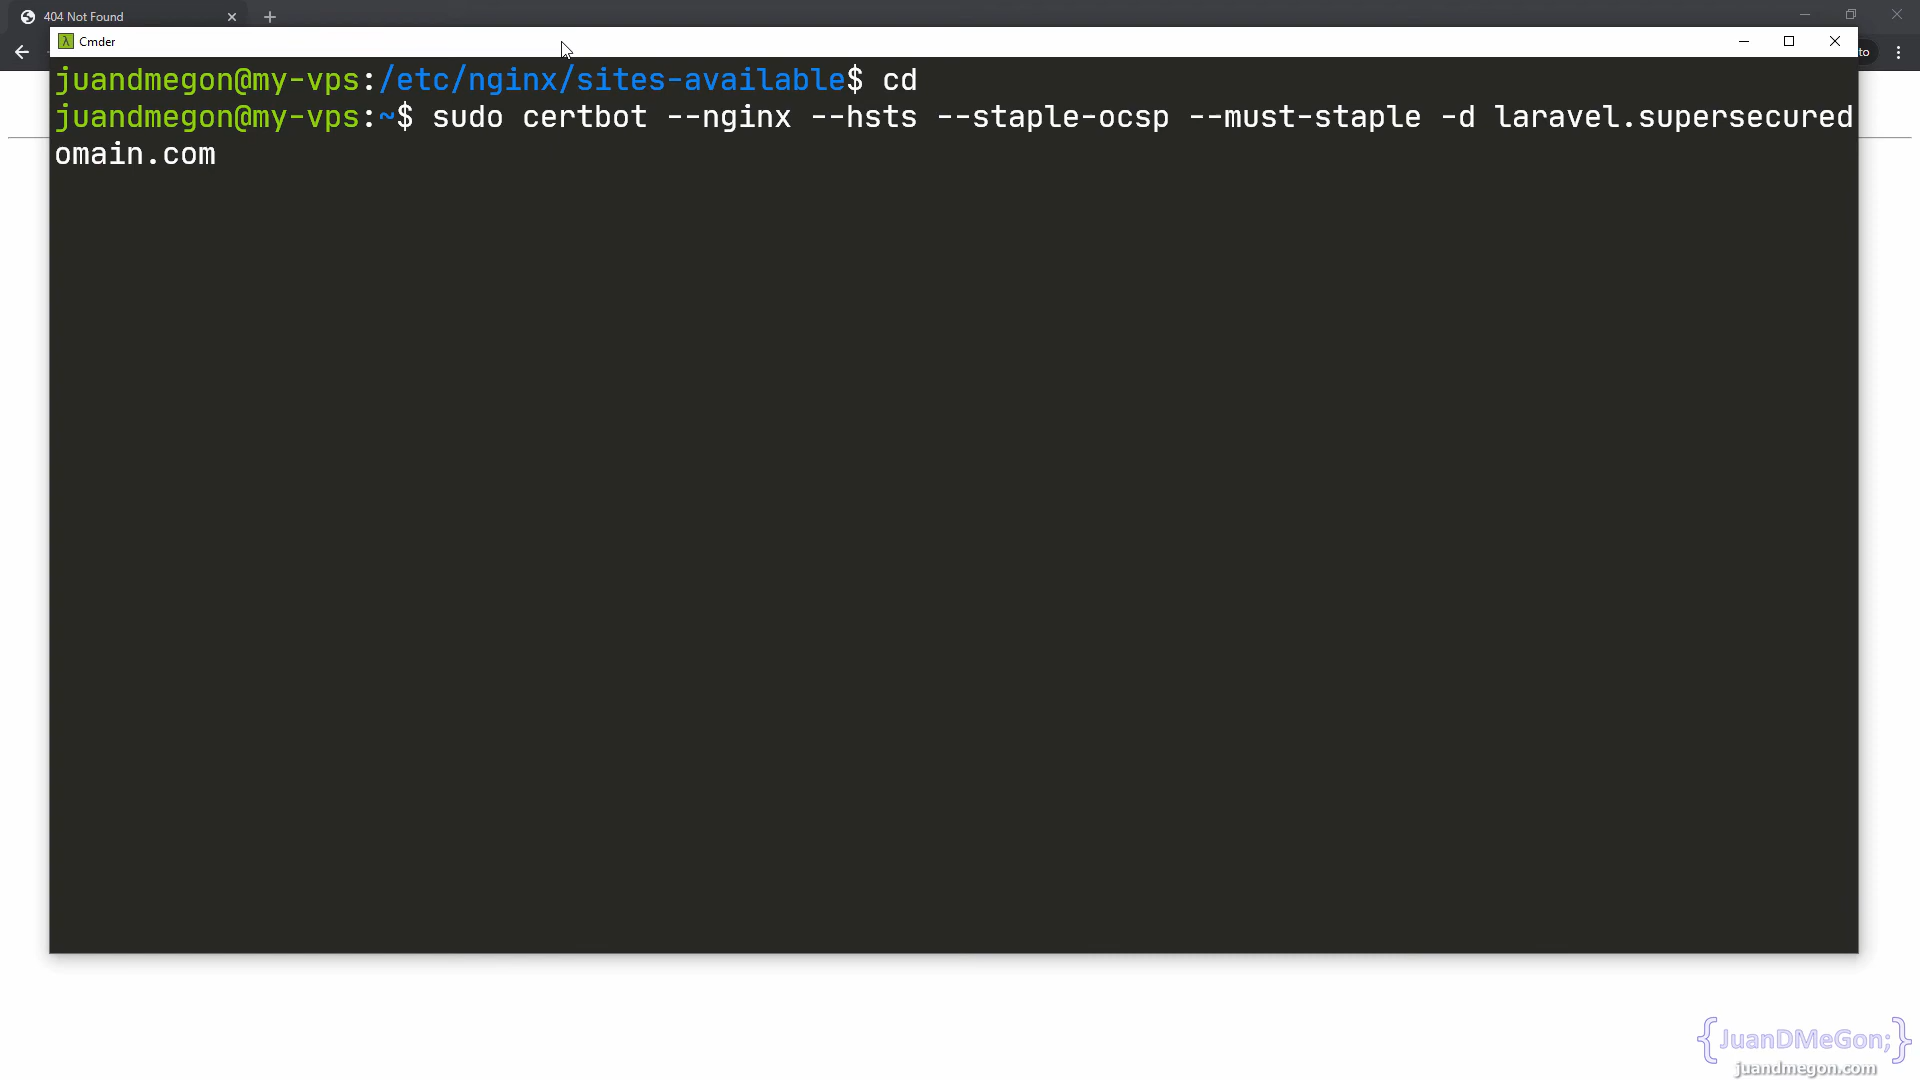 404 Not Found
Cmder
to
juandmegon@my-vps:/etc/nginx/sites-available$ cd
juandmegon@my-vps:~$ sudo certbot --nginx --hsts --staple-ocsp --must-staple -d laravel.supersecured
omain.com
{JuanDMeGon;}
juandmegon.com